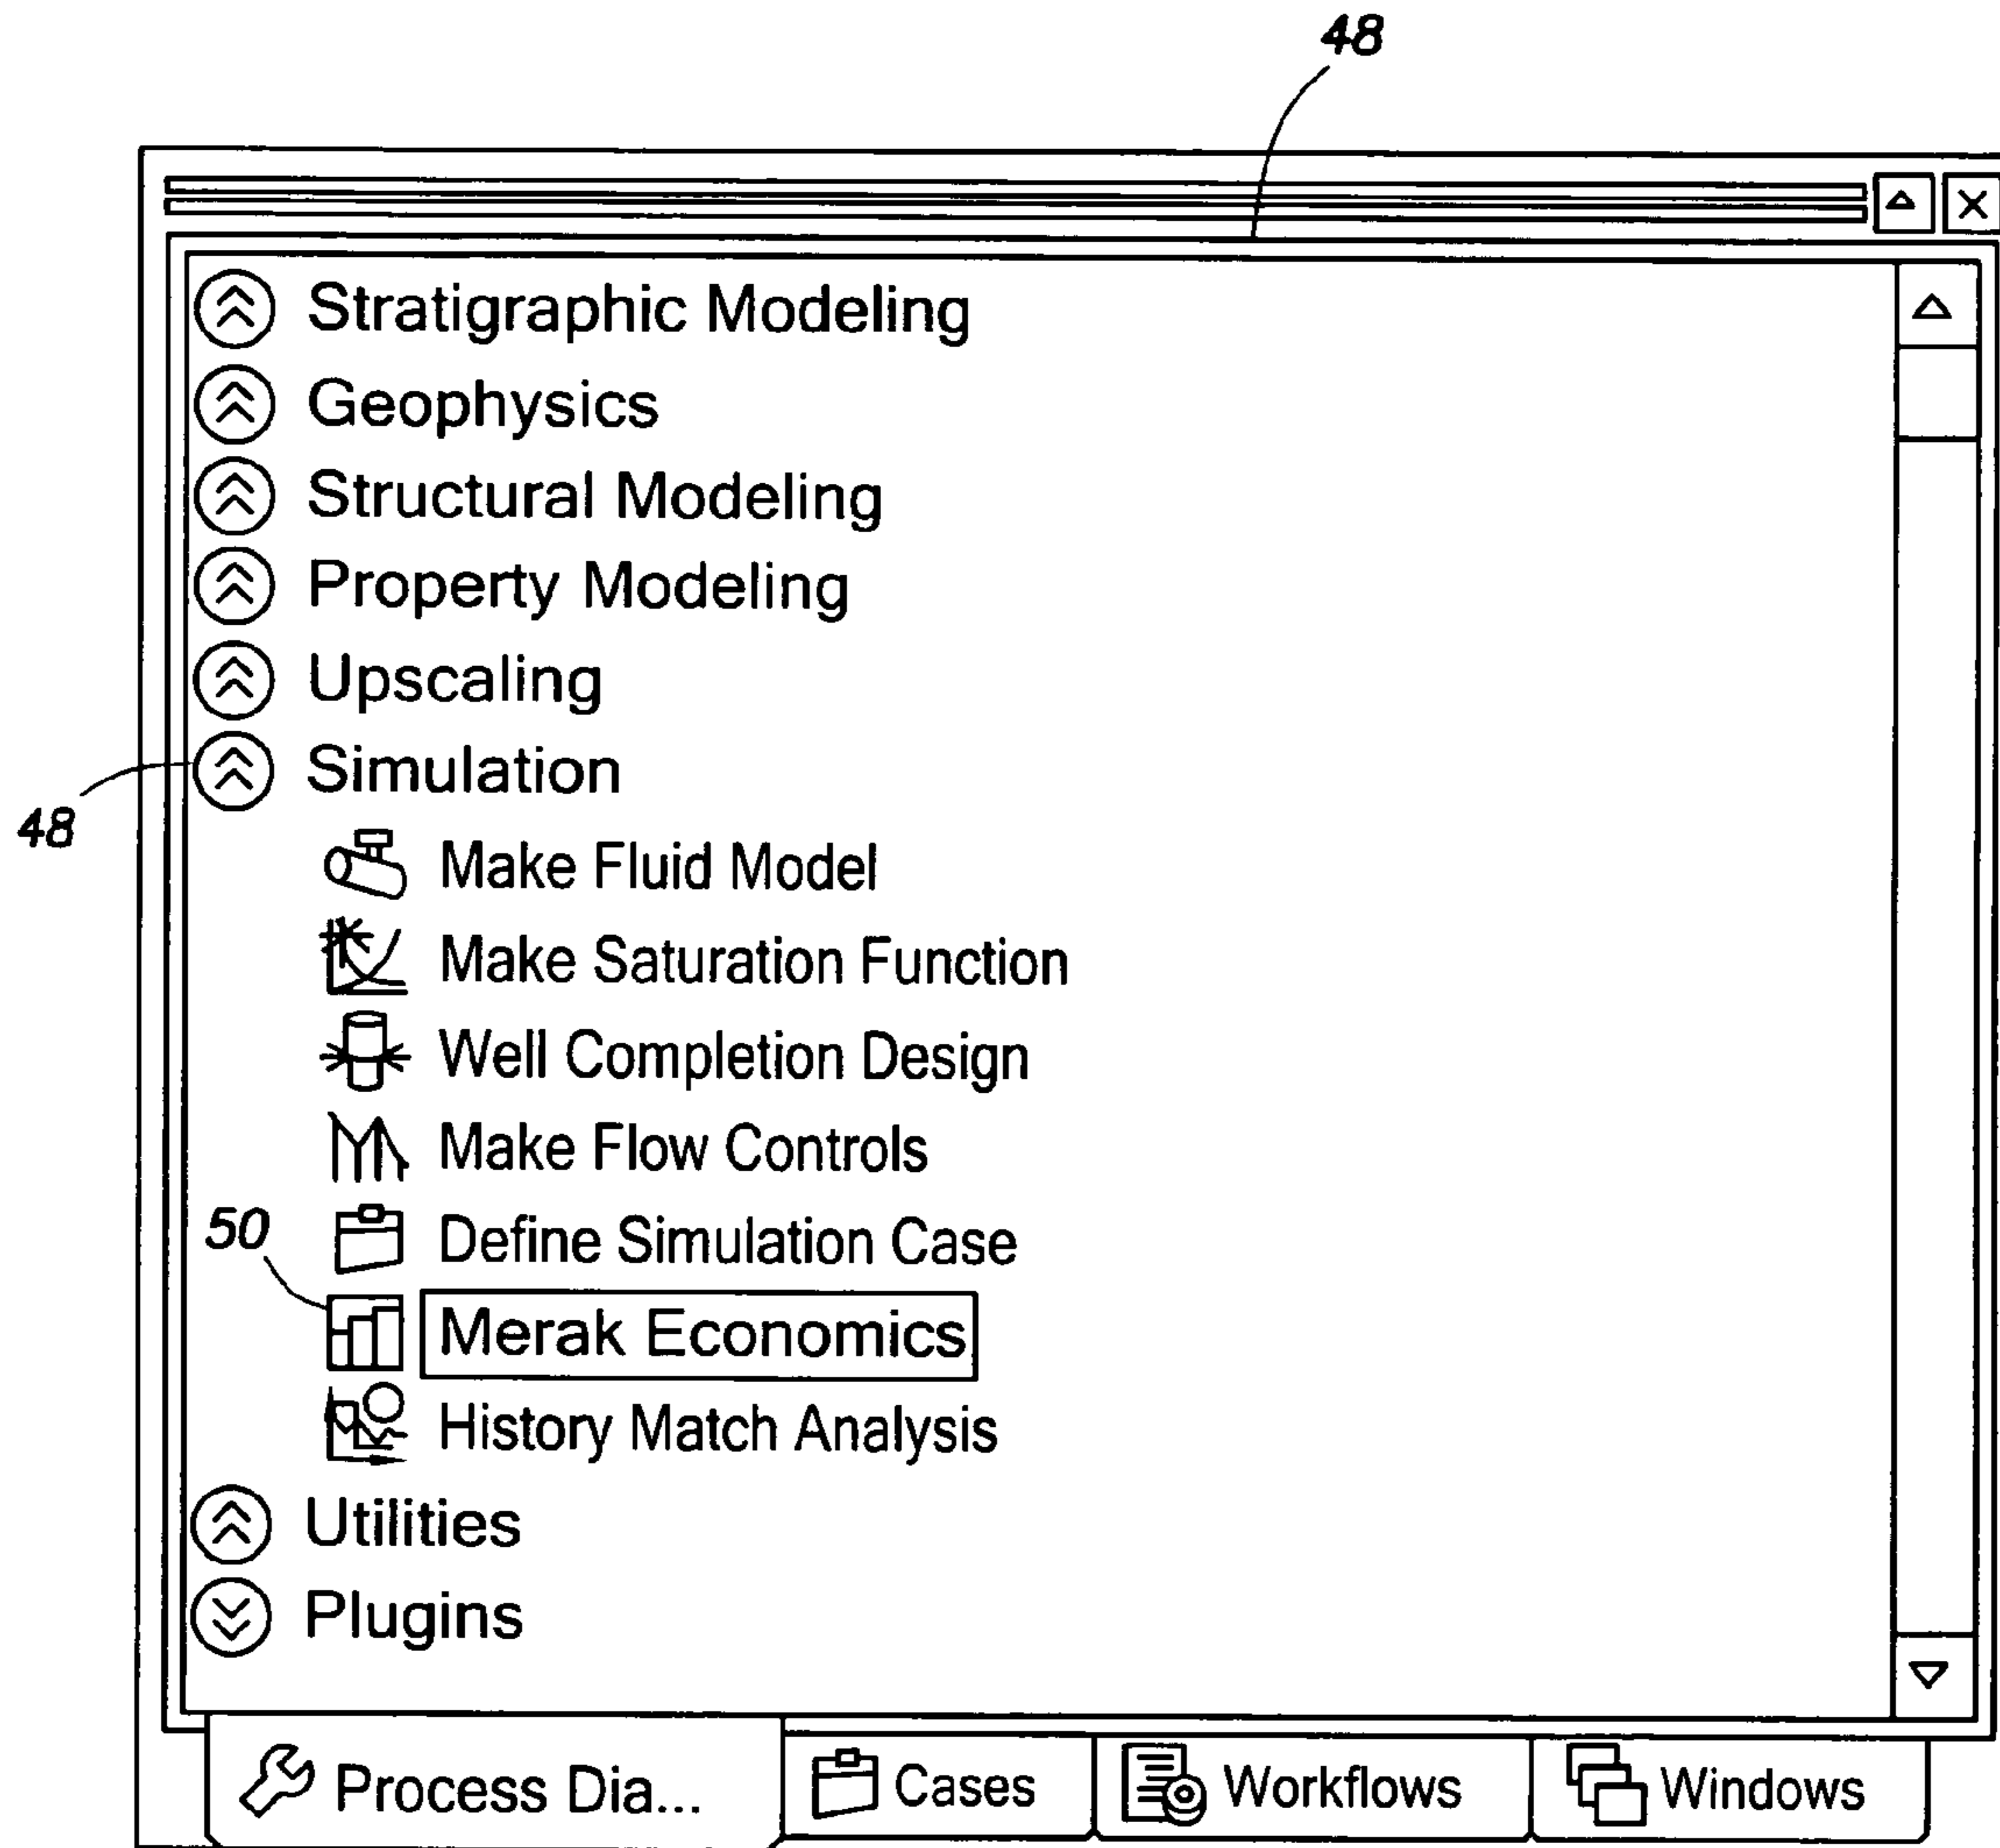 48
Stratigraphic Modeling
Geophysics
Structural Modeling
Property Modeling
Upscaling
Simulation
48
Make Fluid Model
Make Saturation Function
Well Completion Design
Make Flow Controls
50
Define Simulation Case
Merak Economics
History Match Analysis
Utilities
Plugins
Process Dia...
Cases
Workflows
Windows